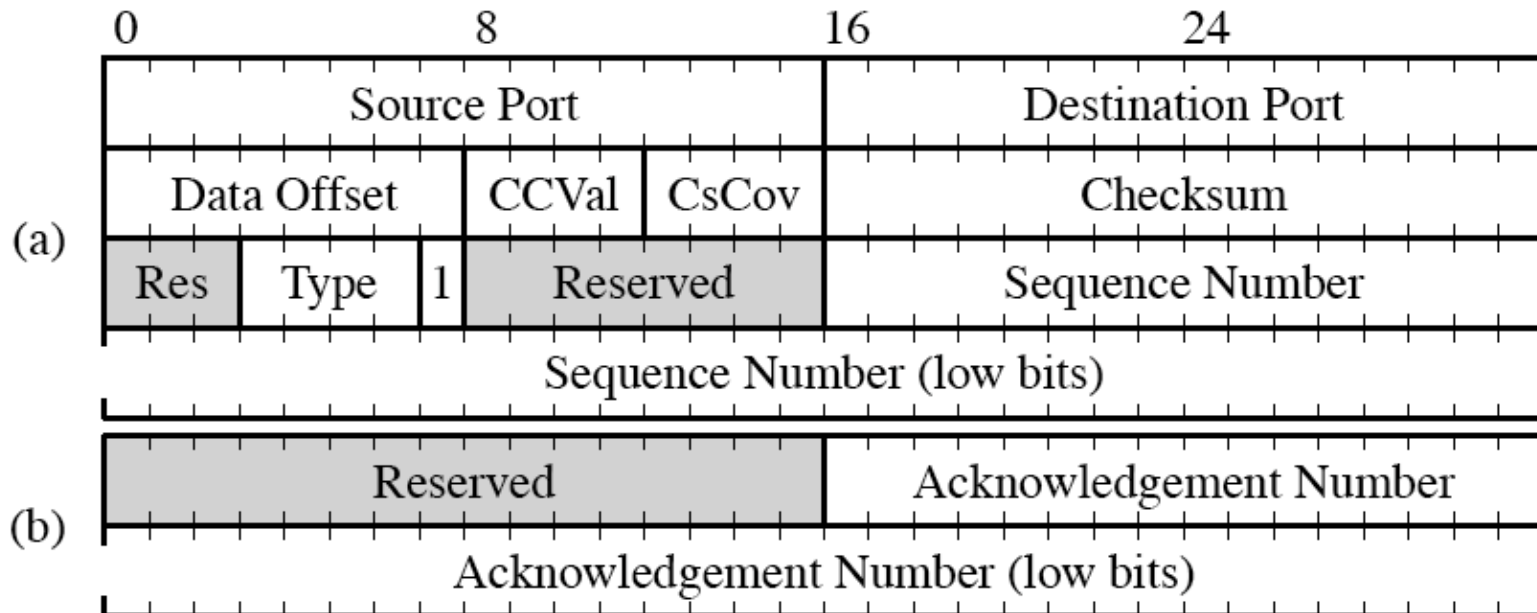 0 8 16 24
Source Port Destination Port
Data Offset CCVal CsCov Checksum
(a)
Res Type 1 Reserved Sequence Number
Sequence Number (low bits)
Reserved Acknowledgement Number
(b)
Acknowledgement Number (low bits)